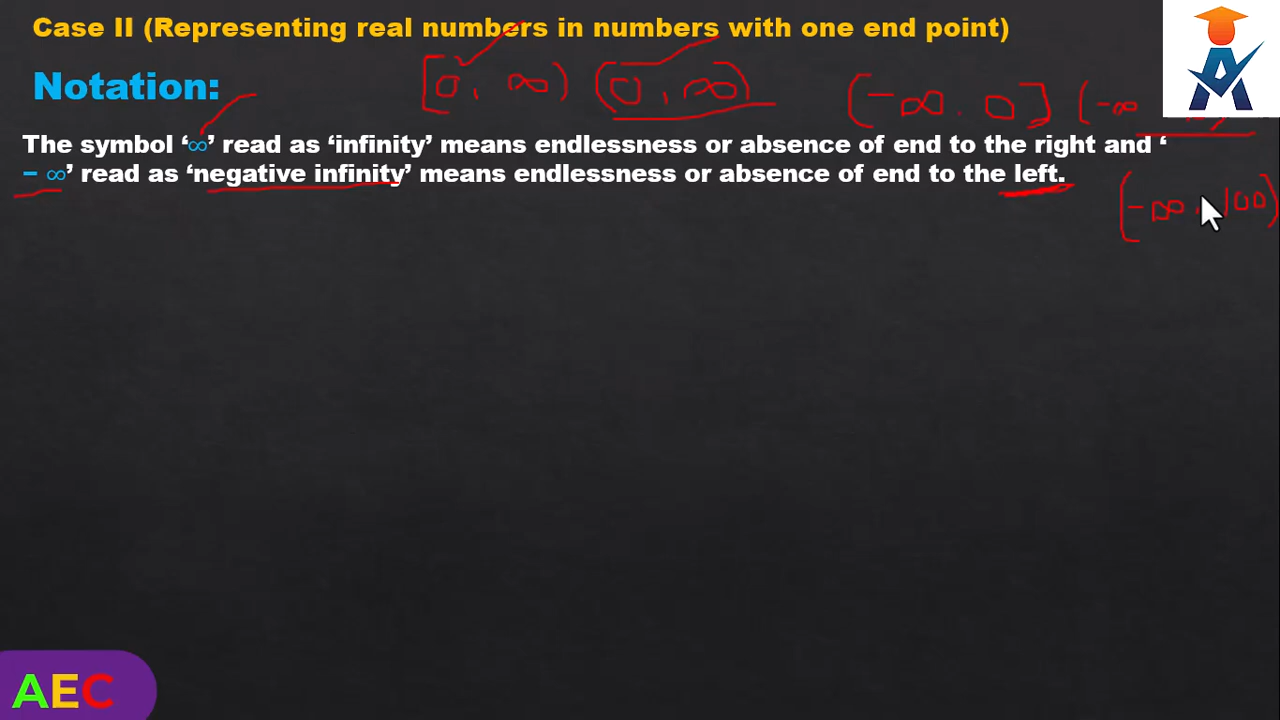 Case II (Representing real numbers in numbers with one end point)
Notation:
[0, ∞) (0, ∞) (-∞, 0] (-∞
The symbol ‘∞’ read as ‘infinity’ means endlessness or absence of end to the right and ‘
− ∞’ read as ‘negative infinity’ means endlessness or absence of end to the left.
(-∞, 100)
AEC